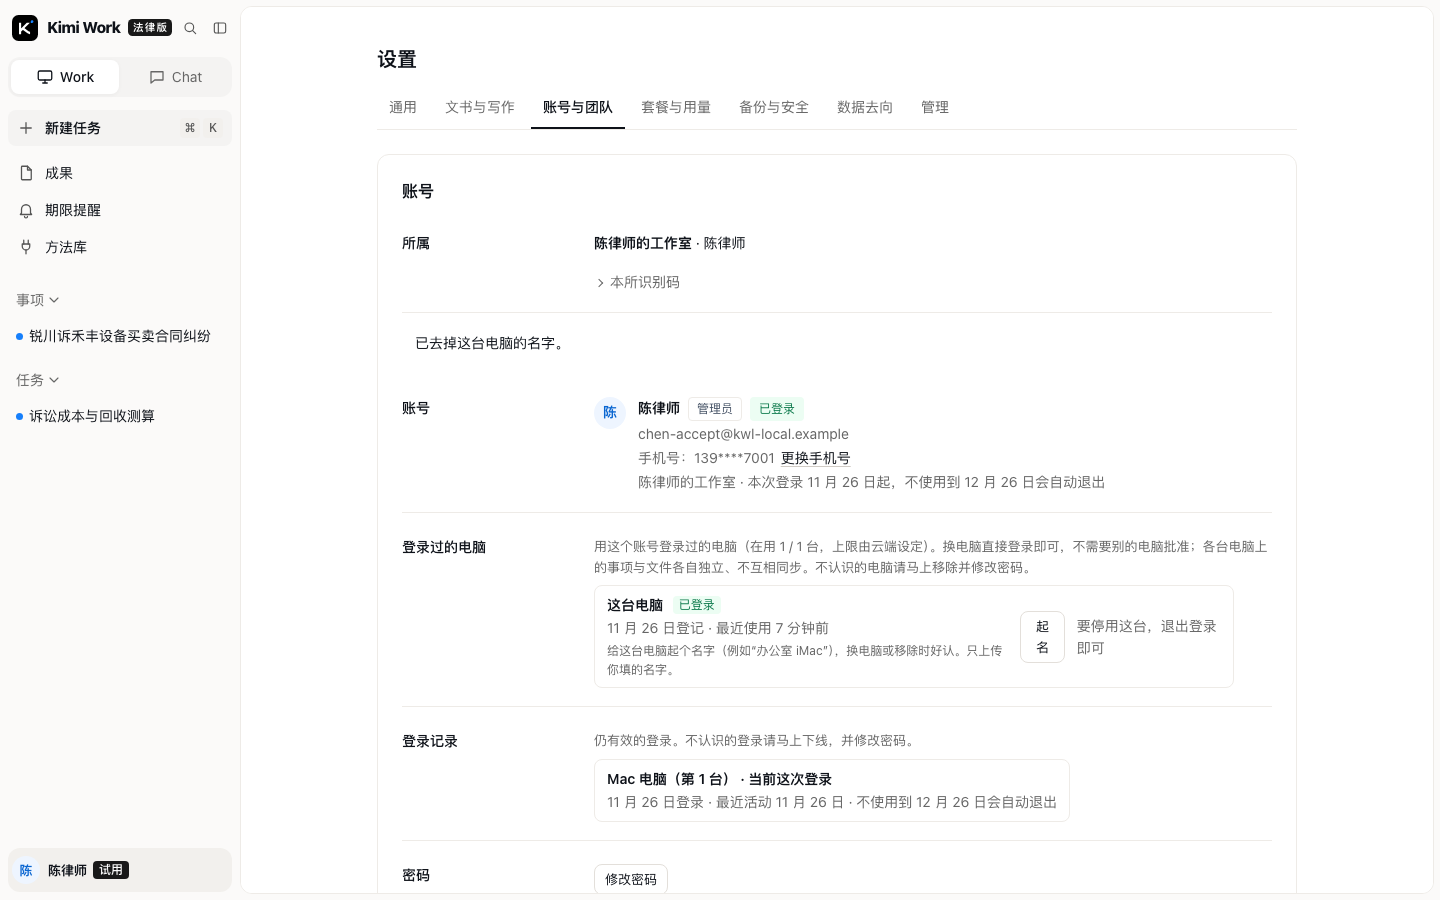 Kimi Work 法律版
Work
Chat
新建任务 ⌘ K
成果
期限提醒
方法库
事项
锐川诉禾丰设备买卖合同纠纷
任务
诉讼成本与回收测算
陈 陈律师 试用
设置
通用 文书与写作 账号与团队 套餐与用量 备份与安全 数据去向 管理
账号
所属
陈律师的工作室 · 陈律师
本所识别码
已去掉这台电脑的名字。
账号
陈 陈律师 管理员 已登录
chen-accept@kwl-local.example
手机号：139****7001 更换手机号
陈律师的工作室 · 本次登录 11 月 26 日起，不使用到 12 月 26 日会自动退出
登录过的电脑
用这个账号登录过的电脑（在用 1 / 1 台，上限由云端设定）。换电脑直接登录即可，不需要别的电脑批准；各台电脑上
的事项与文件各自独立、不互相同步。不认识的电脑请马上移除并修改密码。
这台电脑 已登录
11 月 26 日登记 · 最近使用 7 分钟前
给这台电脑起个名字（例如“办公室 iMac”），换电脑或移除时好认。只上传
你填的名字。
起
名
要停用这台，退出登录
即可
登录记录
仍有效的登录。不认识的登录请马上下线，并修改密码。
Mac 电脑（第 1 台） · 当前这次登录
11 月 26 日登录 · 最近活动 11 月 26 日 · 不使用到 12 月 26 日会自动退出
密码
修改密码